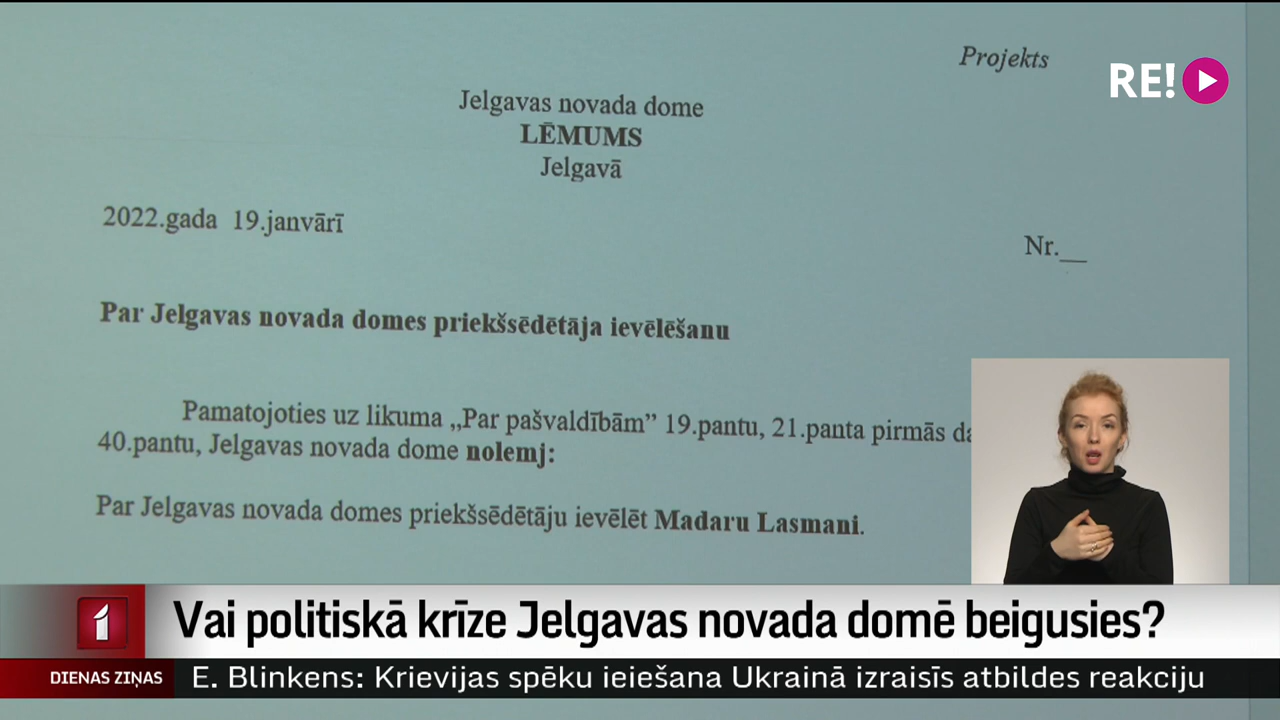 Projekts
RE!
Jelgavas novada dome
LĒMUMS
Jelgavā
2022.gada 19.janvārī
Nr.__
Par Jelgavas novada domes priekšsēdētāja ievēlēšanu
Pamatojoties uz likuma „Par pašvaldībām” 19.pantu, 21.panta pirmās
40.pantu, Jelgavas novada dome nolemj:
Par Jelgavas novada domes priekšsēdētāju ievēlēt Madaru Lasmani.
1
Vai politiskā krīze Jelgavas novada domē beigusies?
DIENAS ZIŅAS
E. Blinkens: Krievijas spēku ieiešana Ukrainā izraisīs atbildes reakciju